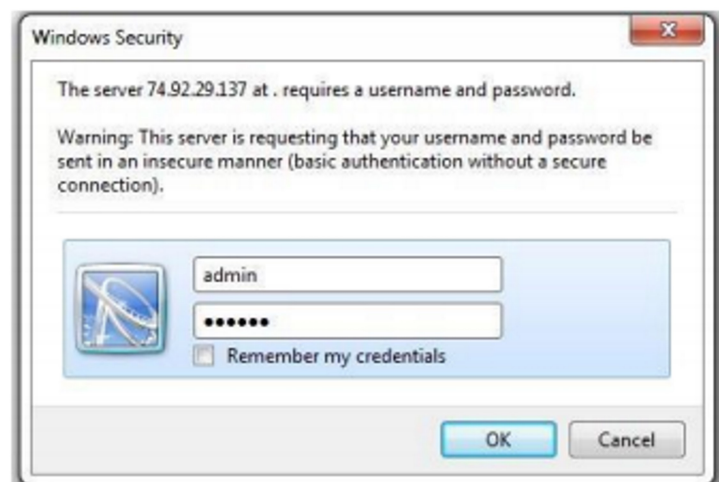 Windows Security
The server 74.92.29.137 at . requires a username and password.
Warning: This server is requesting that your username and password be
sent in an insecure manner (basic authentication without a secure
connection).
admin
••••••
Remember my credentials
OK
Cancel